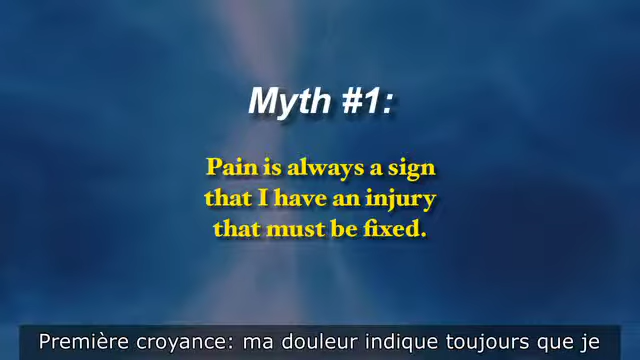 Myth #1:
Pain is always a sign
that I have an injury
that must be fixed.
Première croyance: ma douleur indique toujours que je